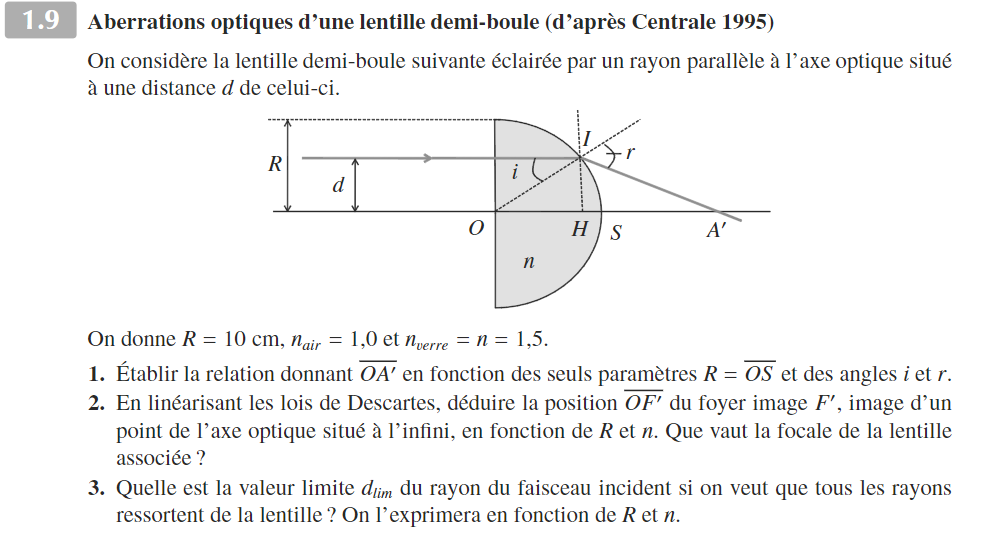 1.9 Aberrations optiques d'une lentille demi-boule (d'après Centrale 1995)
On considère la lentille demi-boule suivante éclairée par un rayon parallèle à l'axe optique situé
à une distance d de celui-ci.
I
R
r
i
d
O
H
S
A′
n
On donne R = 10 cm, n_air = 1,0 et n_verre = n = 1,5.
1. Établir la relation donnant O̅A̅′̅ en fonction des seuls paramètres R = O̅S̅ et des angles i et r.
2. En linéarisant les lois de Descartes, déduire la position O̅F̅′̅ du foyer image F′, image d'un
point de l'axe optique situé à l'infini, en fonction de R et n. Que vaut la focale de la lentille
associée ?
3. Quelle est la valeur limite d_lim du rayon du faisceau incident si on veut que tous les rayons
ressortent de la lentille ? On l'exprimera en fonction de R et n.